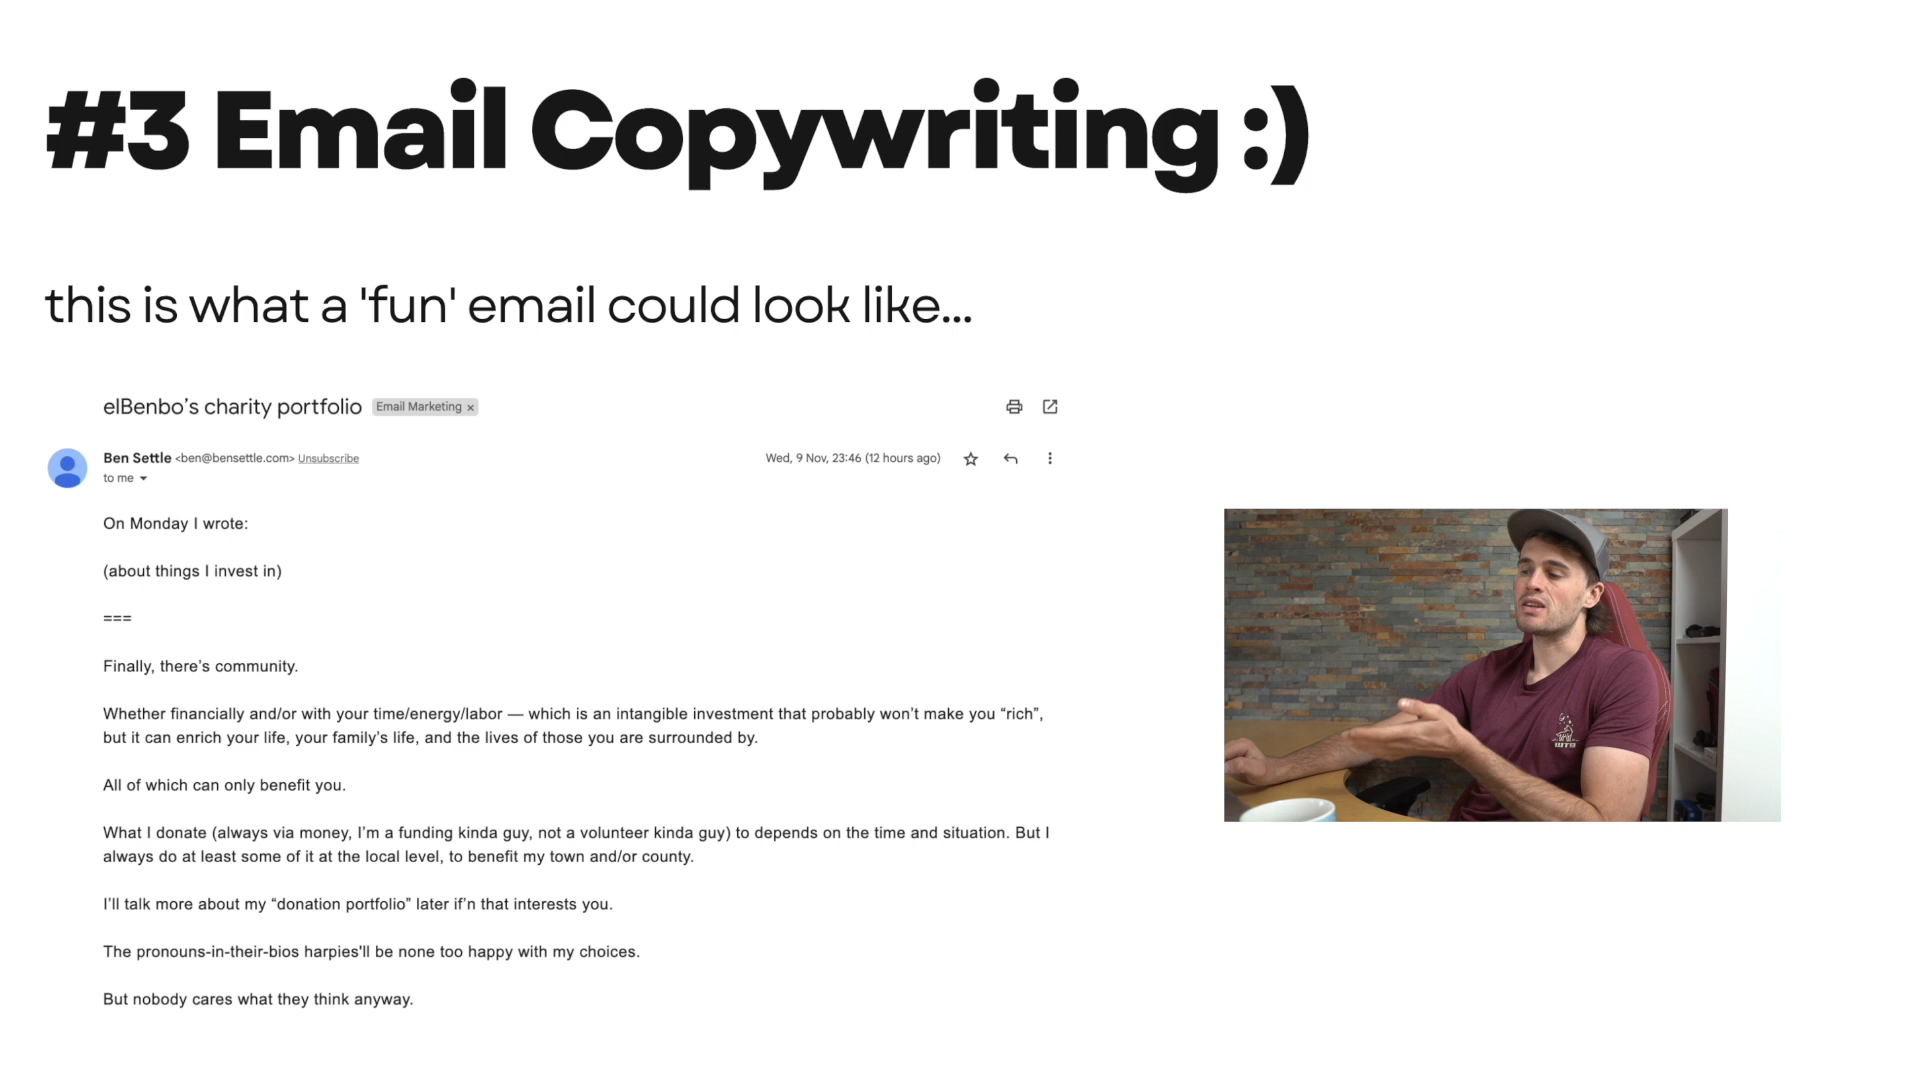 #3 Email Copywriting :)
this is what a 'fun' email could look like...
elBenbo’s charity portfolio Email Marketing ×
Ben Settle <ben@bensettle.com> Unsubscribe Wed, 9 Nov, 23:46 (12 hours ago)
to me
On Monday I wrote:
(about things I invest in)
===
Finally, there’s community.
Whether financially and/or with your time/energy/labor — which is an intangible investment that probably won’t make you “rich”,
but it can enrich your life, your family’s life, and the lives of those you are surrounded by.
All of which can only benefit you.
What I donate (always via money, I’m a funding kinda guy, not a volunteer kinda guy) to depends on the time and situation. But I
always do at least some of it at the local level, to benefit my town and/or county.
I’ll talk more about my “donation portfolio” later if’n that interests you.
The pronouns-in-their-bios harpies'll be none too happy with my choices.
But nobody cares what they think anyway.